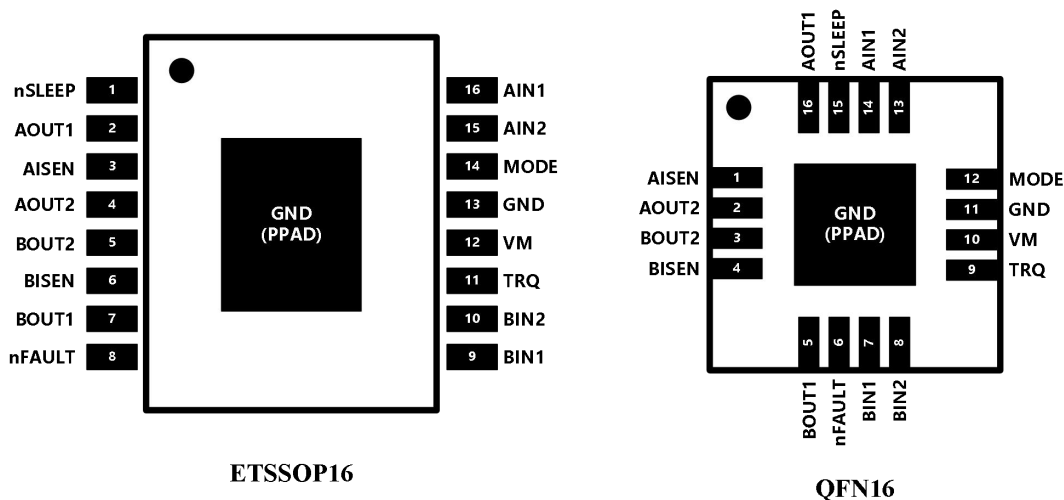 nSLEEP 1 16 AIN1
AOUT1 2 15 AIN2
AISEN 3 14 MODE
AOUT2 4 13 GND
BOUT2 5 12 VM
BISEN 6 11 TRQ
BOUT1 7 10 BIN2
nFAULT 8 9 BIN1
GND
(PPAD)
ETSSOP16
AOUT1 nSLEEP AIN1 AIN2
16 15 14 13
AISEN 1 12 MODE
AOUT2 2 11 GND
BOUT2 3 10 VM
BISEN 4 9 TRQ
GND
(PPAD)
5 6 7 8
BOUT1 nFAULT BIN1 BIN2
QFN16